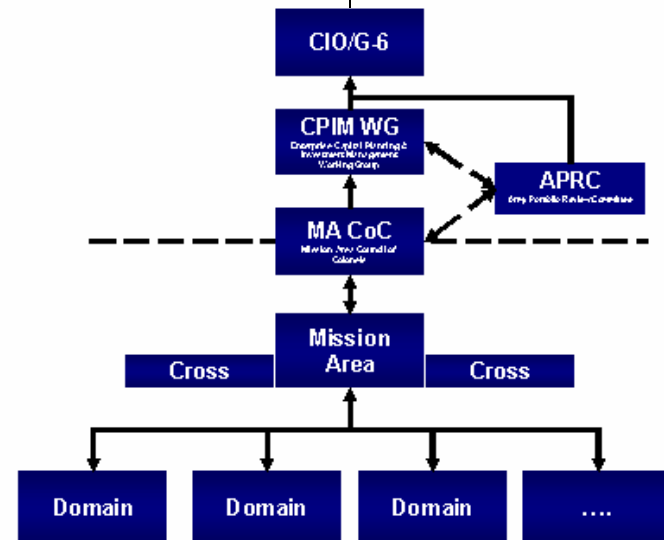 CIO/G-6
CPIM WG
Enterprise Capital Planning &
Investment Management
Working Group
APRC
Army Portfolio Review Committee
MA CoC
Mission Area Council of
Colonels
Mission
Area
Cross
Cross
Domain
Domain
Domain
....